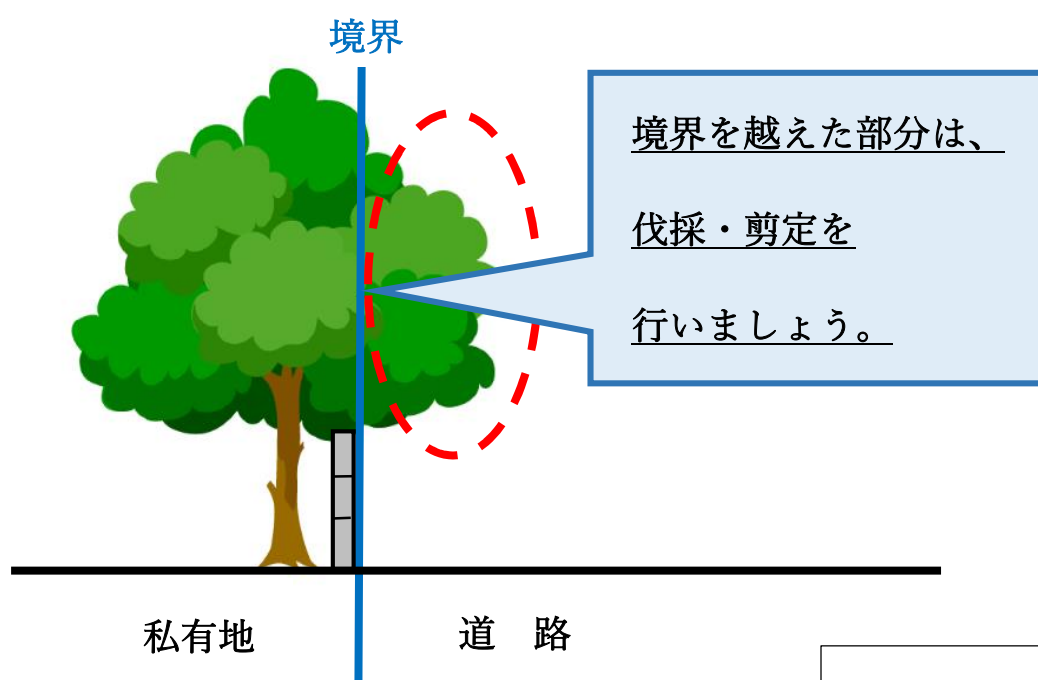 境界
境界を越えた部分は、
伐採・剪定を
行いましょう。
私有地
道　路